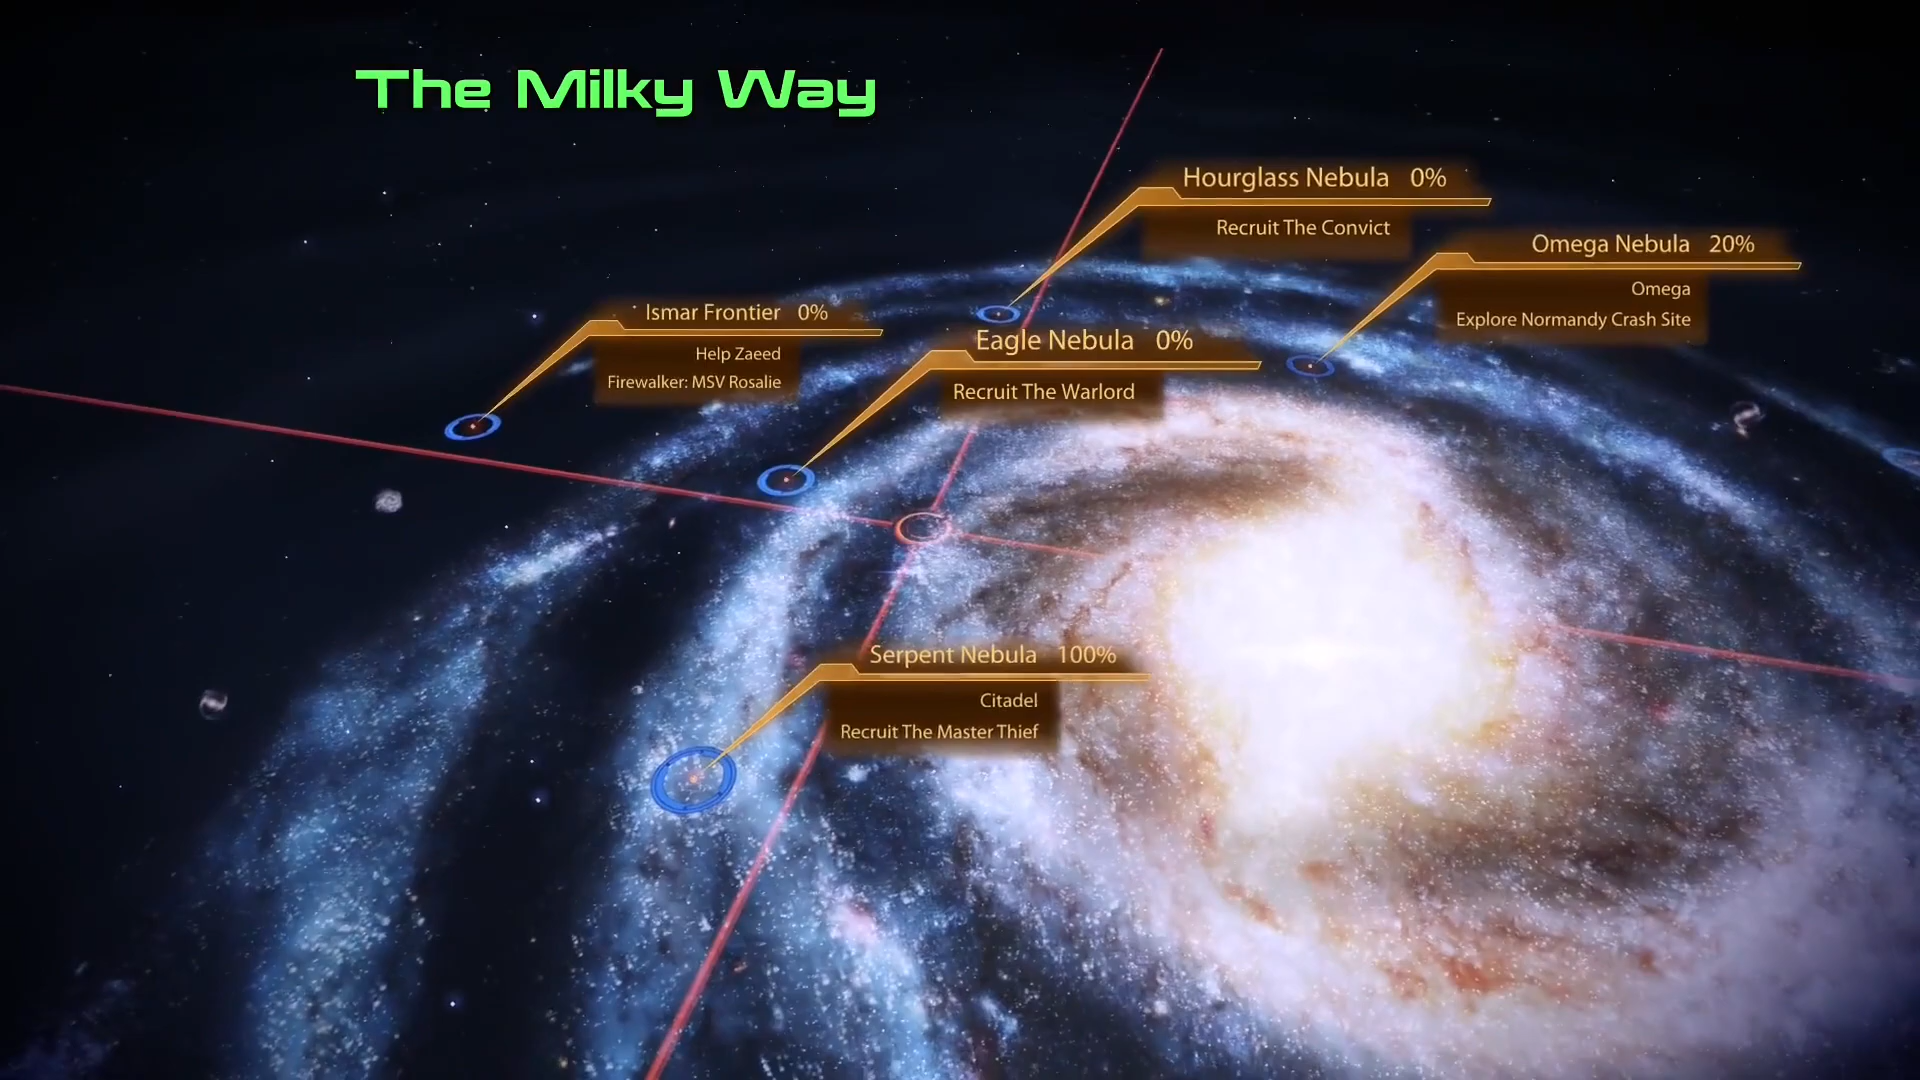 The Milky Way
Hourglass Nebula 0%
Recruit The Convict
Omega Nebula 20%
Omega
Explore Normandy Crash Site
Ismar Frontier 0%
Help Zaeed
Firewalker: MSV Rosalie
Eagle Nebula 0%
Recruit The Warlord
Serpent Nebula 100%
Citadel
Recruit The Master Thief